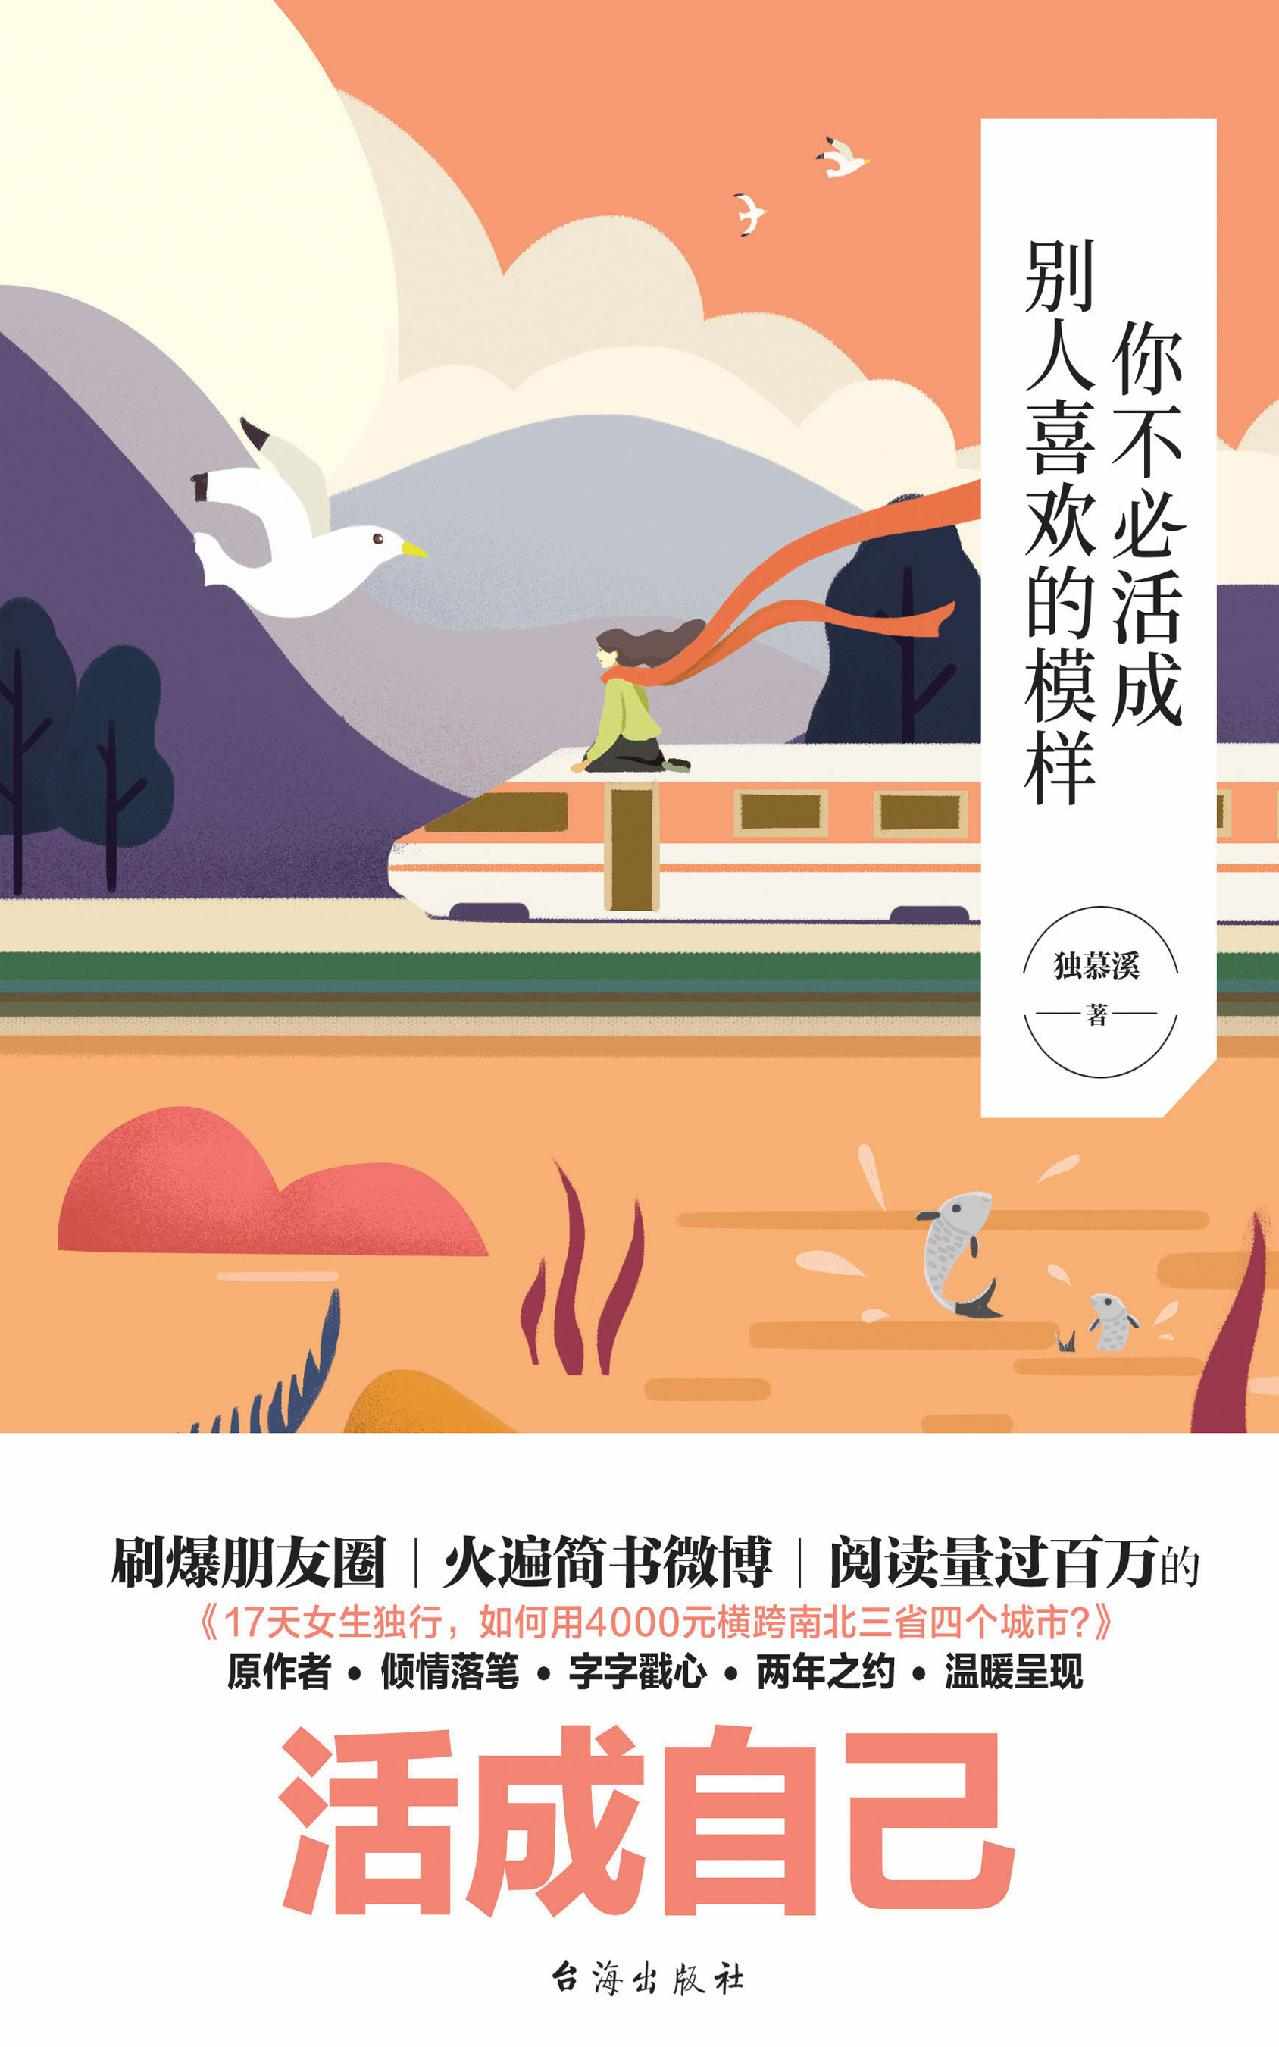 你不必活成
别人喜欢的模样
独慕溪
著
刷爆朋友圈｜火遍简书微博｜阅读量过百万的
《17天女生独行，如何用4000元横跨南北三省四个城市？》
原作者 • 倾情落笔 • 字字戳心 • 两年之约 • 温暖呈现
活成自己
台海出版社